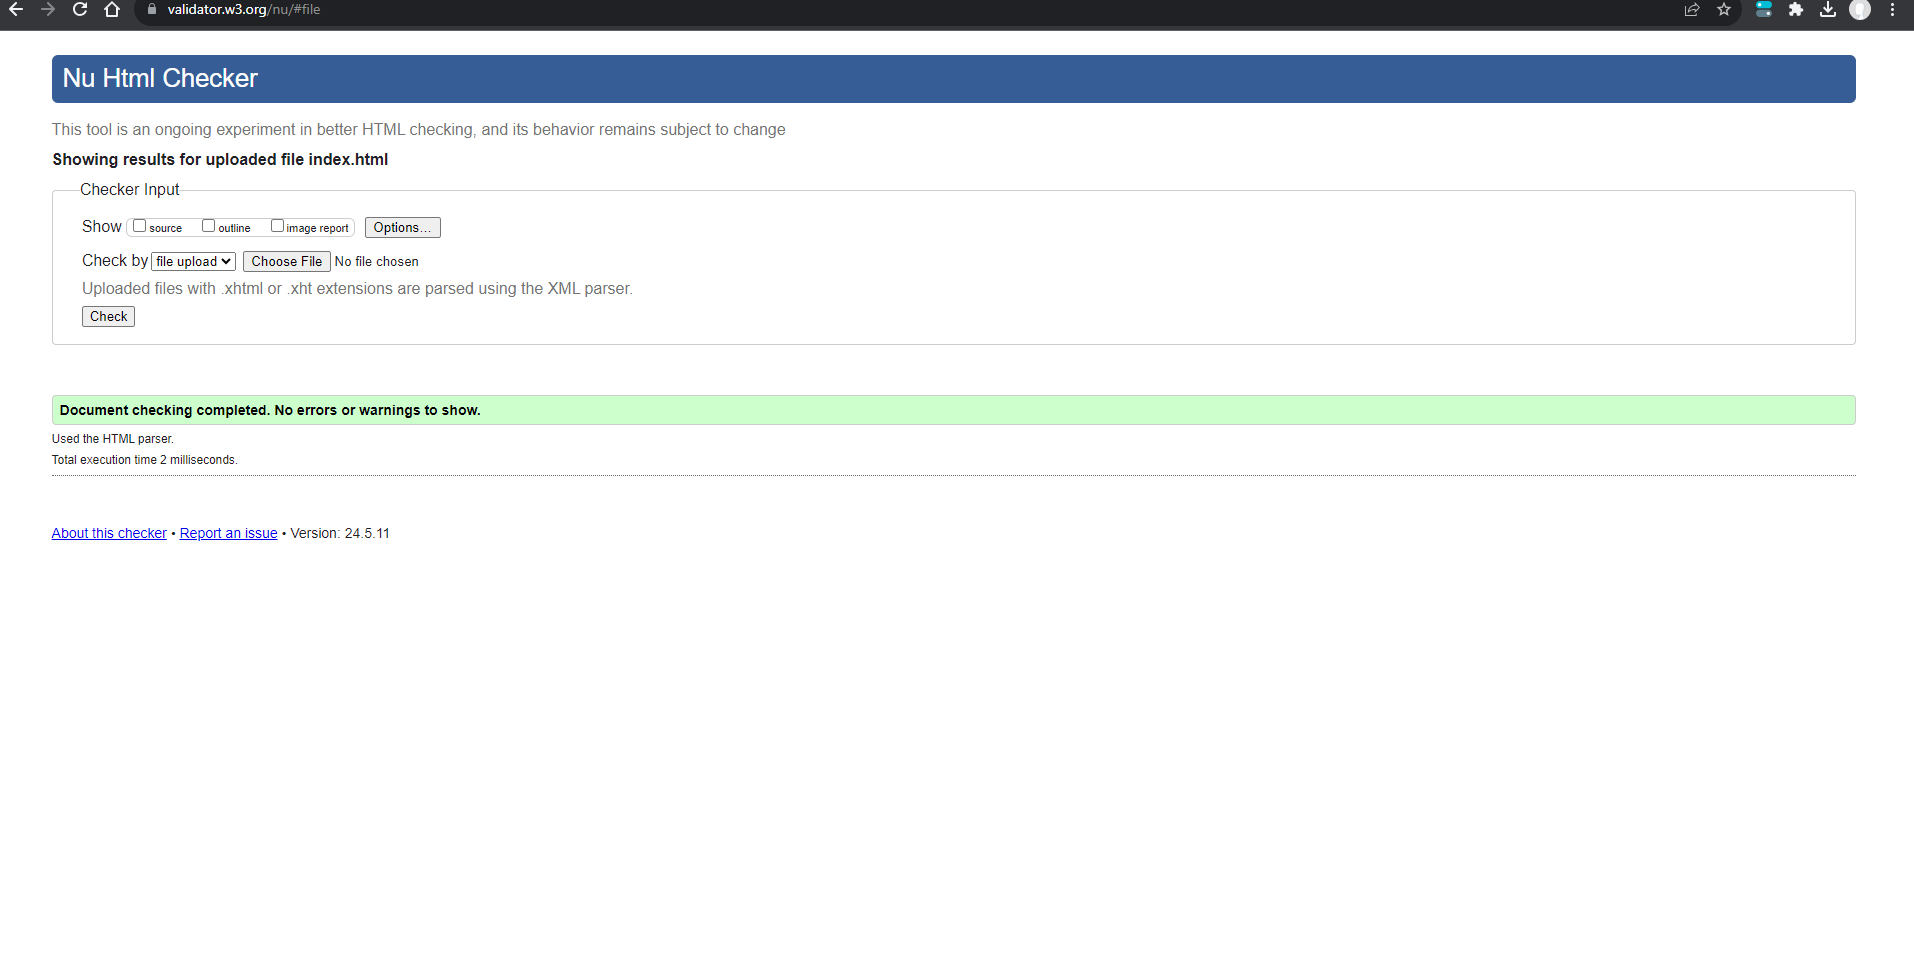 validator.w3.org/nu/#file
Nu Html Checker
This tool is an ongoing experiment in better HTML checking, and its behavior remains subject to change
Showing results for uploaded file index.html
Checker Input
Show source outline image report Options...
Check by file upload Choose File No file chosen
Uploaded files with .xhtml or .xht extensions are parsed using the XML parser.
Check
Document checking completed. No errors or warnings to show.
Used the HTML parser.
Total execution time 2 milliseconds.
About this checker • Report an issue • Version: 24.5.11